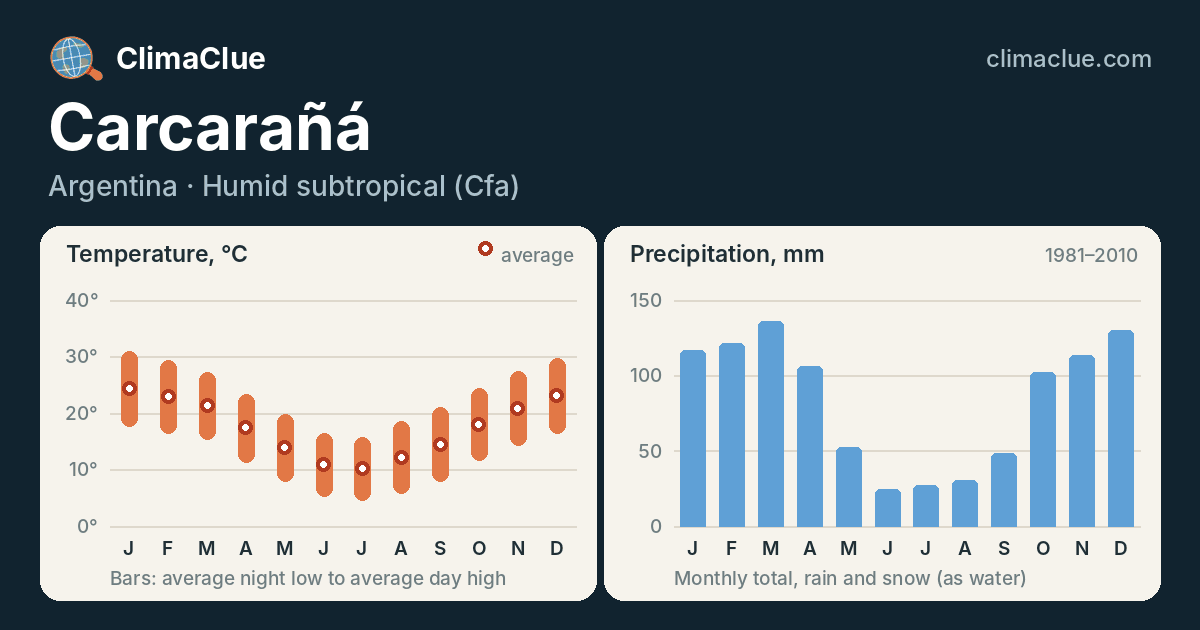 ClimaClue
climaclue.com
Carcarañá
Argentina · Humid subtropical (Cfa)
Temperature, °C
average
40°
30°
20°
10°
0°
J F M A M J J A S O N D
Bars: average night low to average day high
Precipitation, mm
1981–2010
150
100
50
0
J F M A M J J A S O N D
Monthly total, rain and snow (as water)